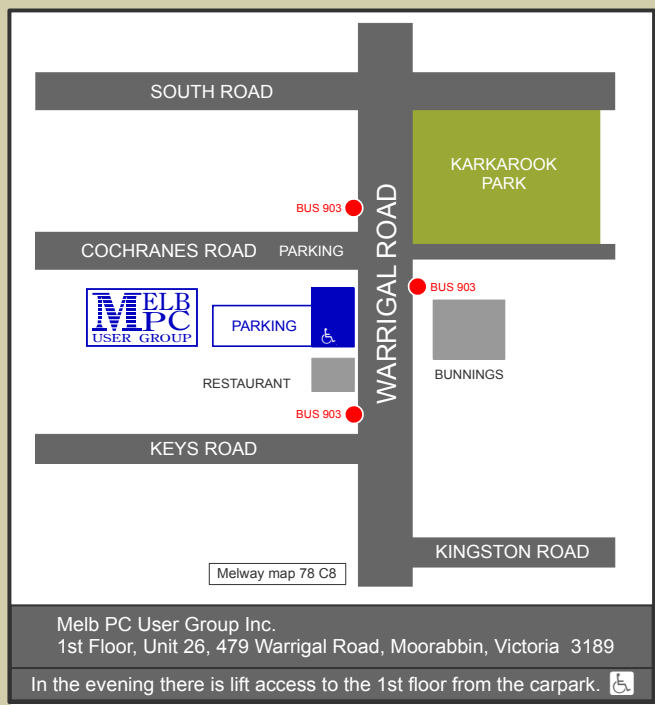 SOUTH ROAD
KARKAROOK
PARK
BUS 903
WARRIGAL ROAD
COCHRANES ROAD
PARKING
BUS 903
MELB
PC
USER GROUP
PARKING
BUNNINGS
RESTAURANT
BUS 903
KEYS ROAD
KINGSTON ROAD
Melway map 78 C8
Melb PC User Group Inc.
1st Floor, Unit 26, 479 Warrigal Road, Moorabbin, Victoria 3189
In the evening there is lift access to the 1st floor from the carpark.